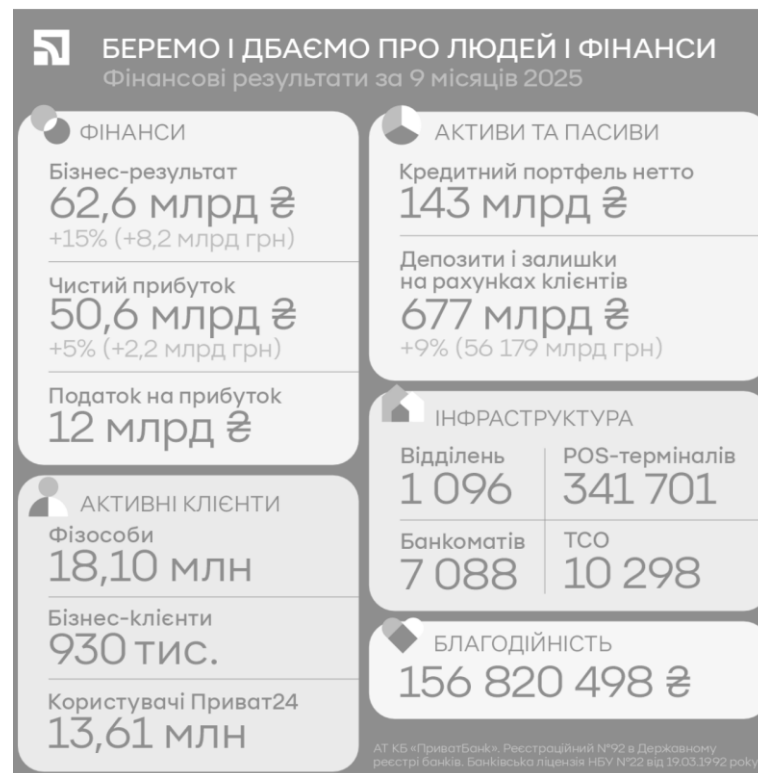 БЕРЕМО І ДБАЄМО ПРО ЛЮДЕЙ І ФІНАНСИ
Фінансові результати за 9 місяців 2025
ФІНАНСИ
Бізнес-результат
62,6 млрд ₴
+15% (+8,2 млрд грн)
Чистий прибуток
50,6 млрд ₴
+5% (+2,2 млрд грн)
Податок на прибуток
12 млрд ₴
АКТИВНІ КЛІЄНТИ
Фізособи
18,10 млн
Бізнес-клієнти
930 тис.
Користувачі Приват24
13,61 млн
АКТИВИ ТА ПАСИВИ
Кредитний портфель нетто
143 млрд ₴
Депозити і залишки
на рахунках клієнтів
677 млрд ₴
+9% (56 179 млрд грн)
ІНФРАСТРУКТУРА
Відділень
1 096
POS-терміналів
341 701
Банкоматів
7 088
ТСО
10 298
БЛАГОДІЙНІСТЬ
156 820 498 ₴
АТ КБ «ПриватБанк». Реєстраційний №92 в Державному
реєстрі банків. Банківська ліцензія НБУ №22 від 19.03.1992 року